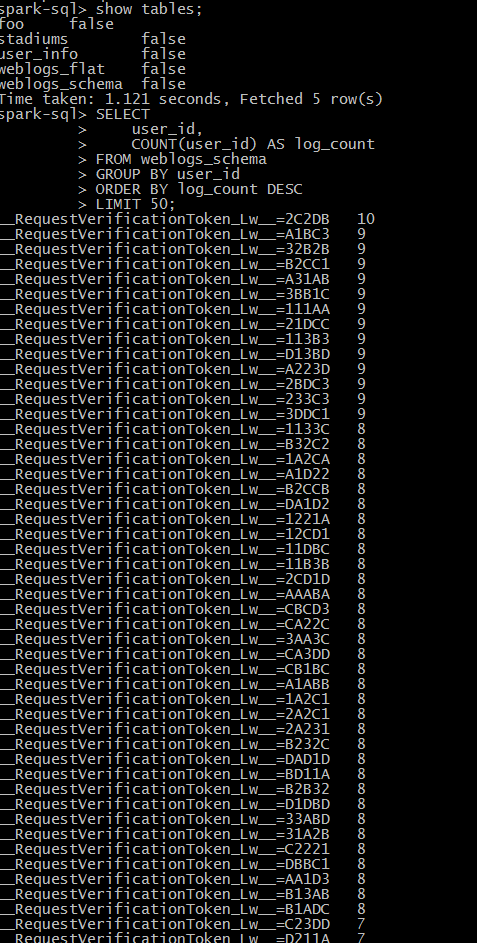 spark-sql> show tables;
foo false
stadiums false
user_info false
weblogs_flat false
weblogs_schema false
Time taken: 1.121 seconds, Fetched 5 row(s)
spark-sql> SELECT
> user_id,
> COUNT(user_id) AS log_count
> FROM weblogs_schema
> GROUP BY user_id
> ORDER BY log_count DESC
> LIMIT 50;
__RequestVerificationToken_Lw__=2C2DB 10
__RequestVerificationToken_Lw__=A1BC3 9
__RequestVerificationToken_Lw__=32B2B 9
__RequestVerificationToken_Lw__=B2CC1 9
__RequestVerificationToken_Lw__=A31AB 9
__RequestVerificationToken_Lw__=3BB1C 9
__RequestVerificationToken_Lw__=111AA 9
__RequestVerificationToken_Lw__=21DCC 9
__RequestVerificationToken_Lw__=113B3 9
__RequestVerificationToken_Lw__=D13BD 9
__RequestVerificationToken_Lw__=A223D 9
__RequestVerificationToken_Lw__=2BDC3 9
__RequestVerificationToken_Lw__=233C3 9
__RequestVerificationToken_Lw__=3DDC1 9
__RequestVerificationToken_Lw__=1133C 8
__RequestVerificationToken_Lw__=B32C2 8
__RequestVerificationToken_Lw__=1A2CA 8
__RequestVerificationToken_Lw__=A1D22 8
__RequestVerificationToken_Lw__=B2CCB 8
__RequestVerificationToken_Lw__=DA1D2 8
__RequestVerificationToken_Lw__=1221A 8
__RequestVerificationToken_Lw__=12CD1 8
__RequestVerificationToken_Lw__=11DBC 8
__RequestVerificationToken_Lw__=11B3B 8
__RequestVerificationToken_Lw__=2CD1D 8
__RequestVerificationToken_Lw__=AAABA 8
__RequestVerificationToken_Lw__=CBCD3 8
__RequestVerificationToken_Lw__=CA22C 8
__RequestVerificationToken_Lw__=3AA3C 8
__RequestVerificationToken_Lw__=CA3DD 8
__RequestVerificationToken_Lw__=CB1BC 8
__RequestVerificationToken_Lw__=A1ABB 8
__RequestVerificationToken_Lw__=1A2C1 8
__RequestVerificationToken_Lw__=2A2C1 8
__RequestVerificationToken_Lw__=2A231 8
__RequestVerificationToken_Lw__=B232C 8
__RequestVerificationToken_Lw__=DAD1D 8
__RequestVerificationToken_Lw__=BD11A 8
__RequestVerificationToken_Lw__=B2B32 8
__RequestVerificationToken_Lw__=D1DBD 8
__RequestVerificationToken_Lw__=33ABD 8
__RequestVerificationToken_Lw__=31A2B 8
__RequestVerificationToken_Lw__=C2221 8
__RequestVerificationToken_Lw__=DBBC1 8
__RequestVerificationToken_Lw__=AA1D3 8
__RequestVerificationToken_Lw__=B13AB 8
__RequestVerificationToken_Lw__=B1ADC 8
__RequestVerificationToken_Lw__=C23DD 7
__RequestVerificationToken_Lw__=D211A 7